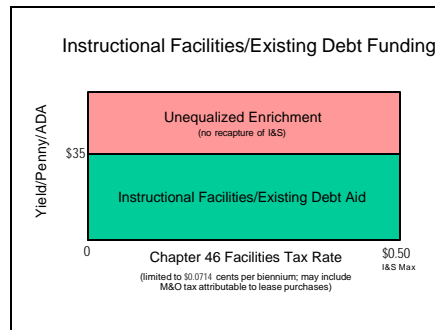 Instructional Facilities/Existing Debt Funding
Yield/Penny/ADA
Unequalized Enrichment
(no recapture of I&S)
$35
Instructional Facilities/Existing Debt Aid
0
$0.50
I&S Max
Chapter 46 Facilities Tax Rate
(limited to $0.0714 cents per biennium; may include
M&O tax attributable to lease purchases)